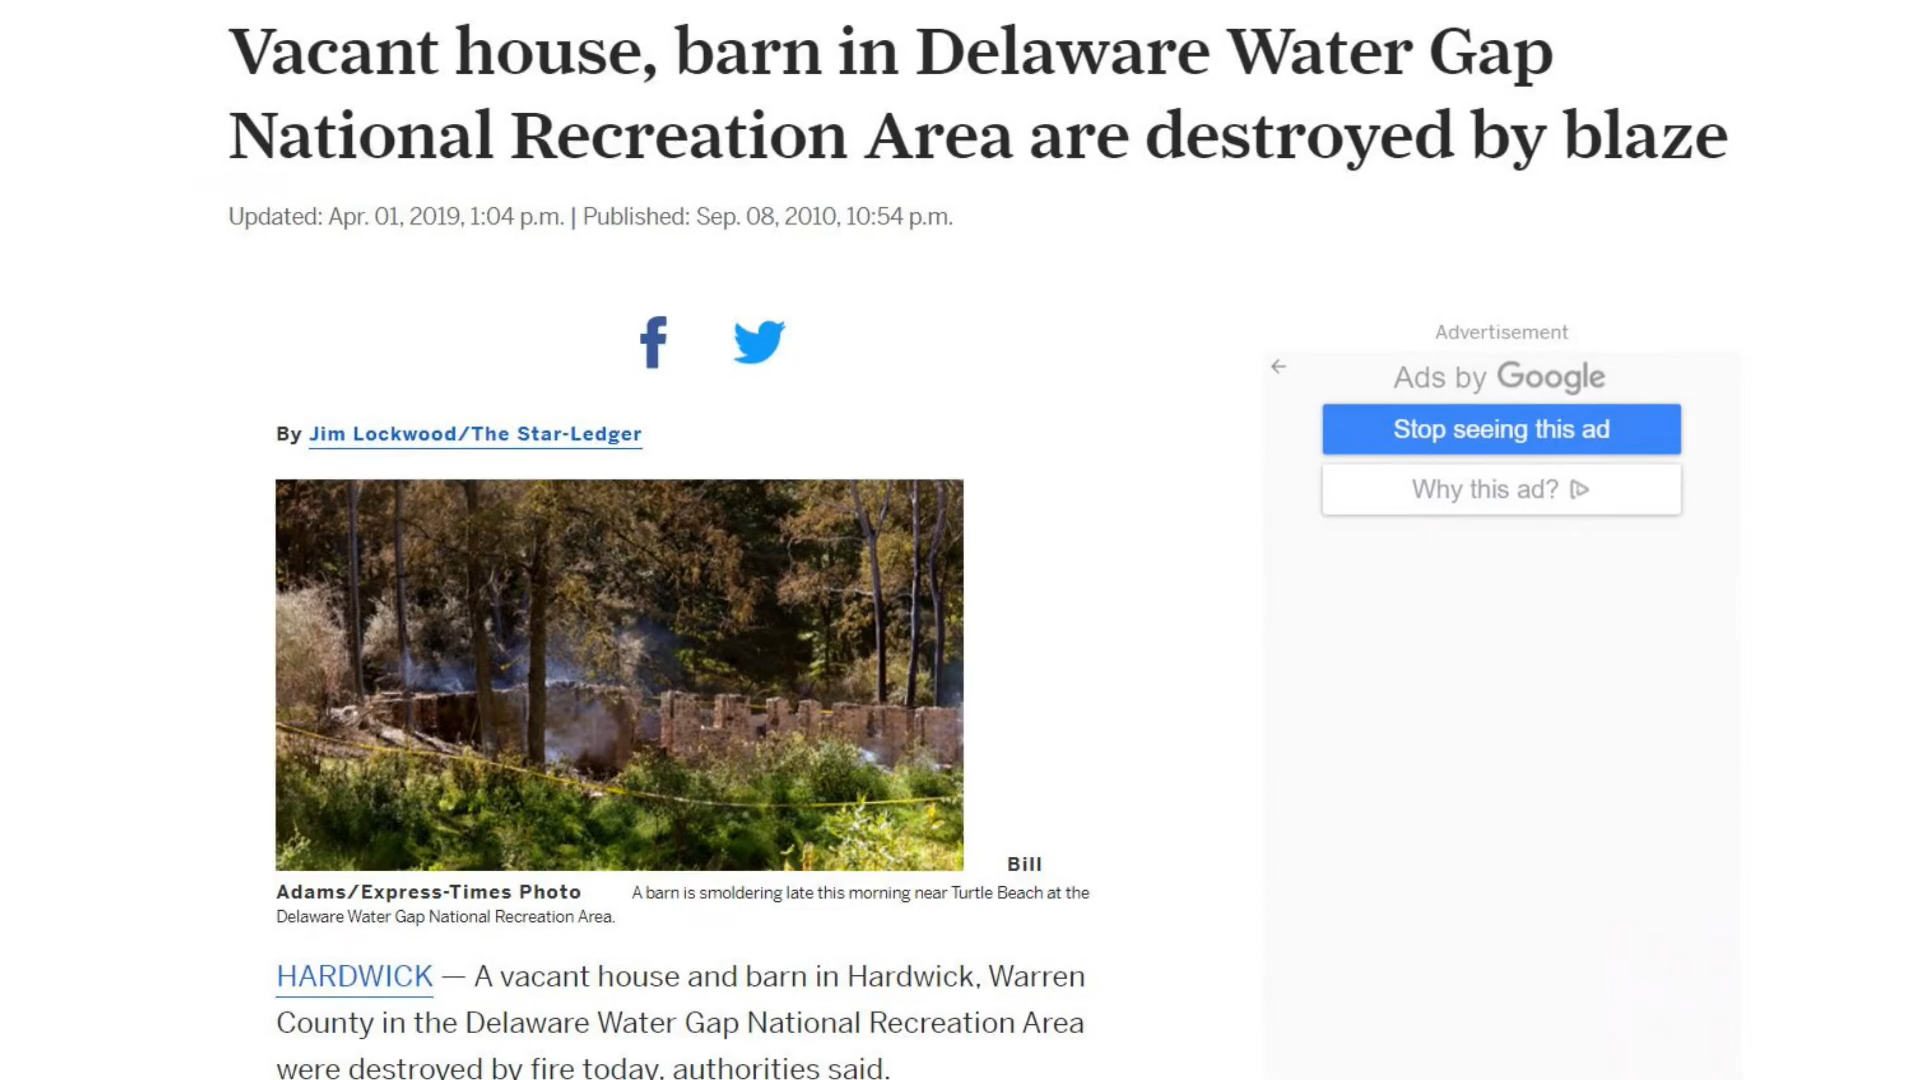 Vacant house, barn in Delaware Water Gap
National Recreation Area are destroyed by blaze
Updated: Apr. 01, 2019, 1:04 p.m. | Published: Sep. 08, 2010, 10:54 p.m.
Advertisement
Ads by Google
Stop seeing this ad
Why this ad?
By Jim Lockwood/The Star-Ledger
Bill
Adams/Express-Times Photo A barn is smoldering late this morning near Turtle Beach at the
Delaware Water Gap National Recreation Area.
HARDWICK — A vacant house and barn in Hardwick, Warren
County in the Delaware Water Gap National Recreation Area
were destroyed by fire today, authorities said.